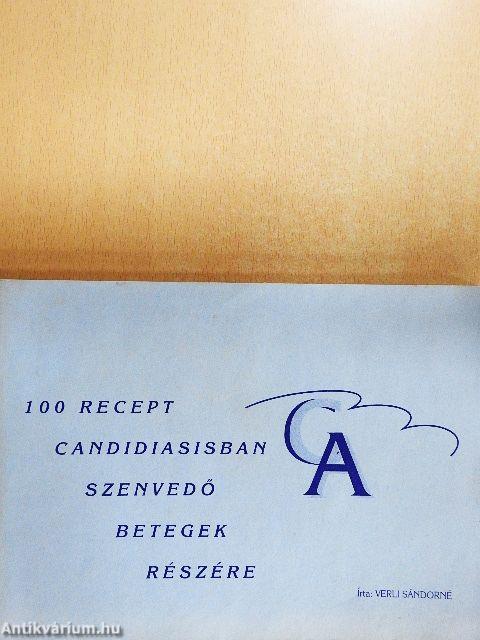 100 RECEPT
CANDIDIASISBAN
SZENVEDŐ
BETEGEK
RÉSZÉRE
CA
Írta: VERLI SÁNDORNÉ
Antikvárium.hu